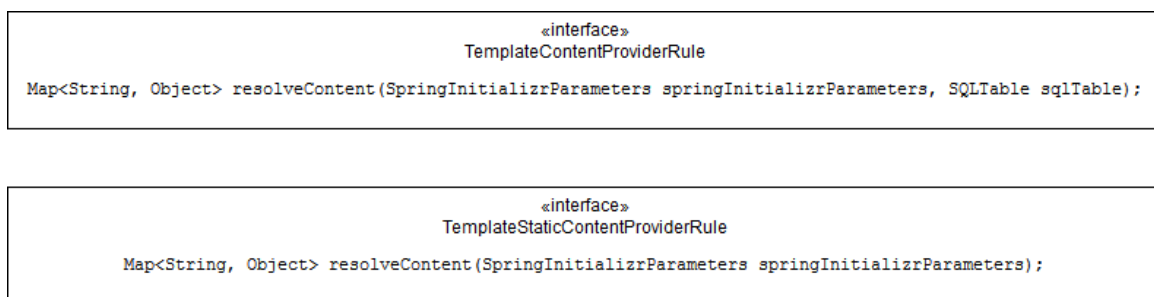 «interface»
TemplateContentProviderRule
Map<String, Object> resolveContent(SpringInitializrParameters springInitializrParameters, SQLTable sqlTable);
«interface»
TemplateStaticContentProviderRule
Map<String, Object> resolveContent(SpringInitializrParameters springInitializrParameters);